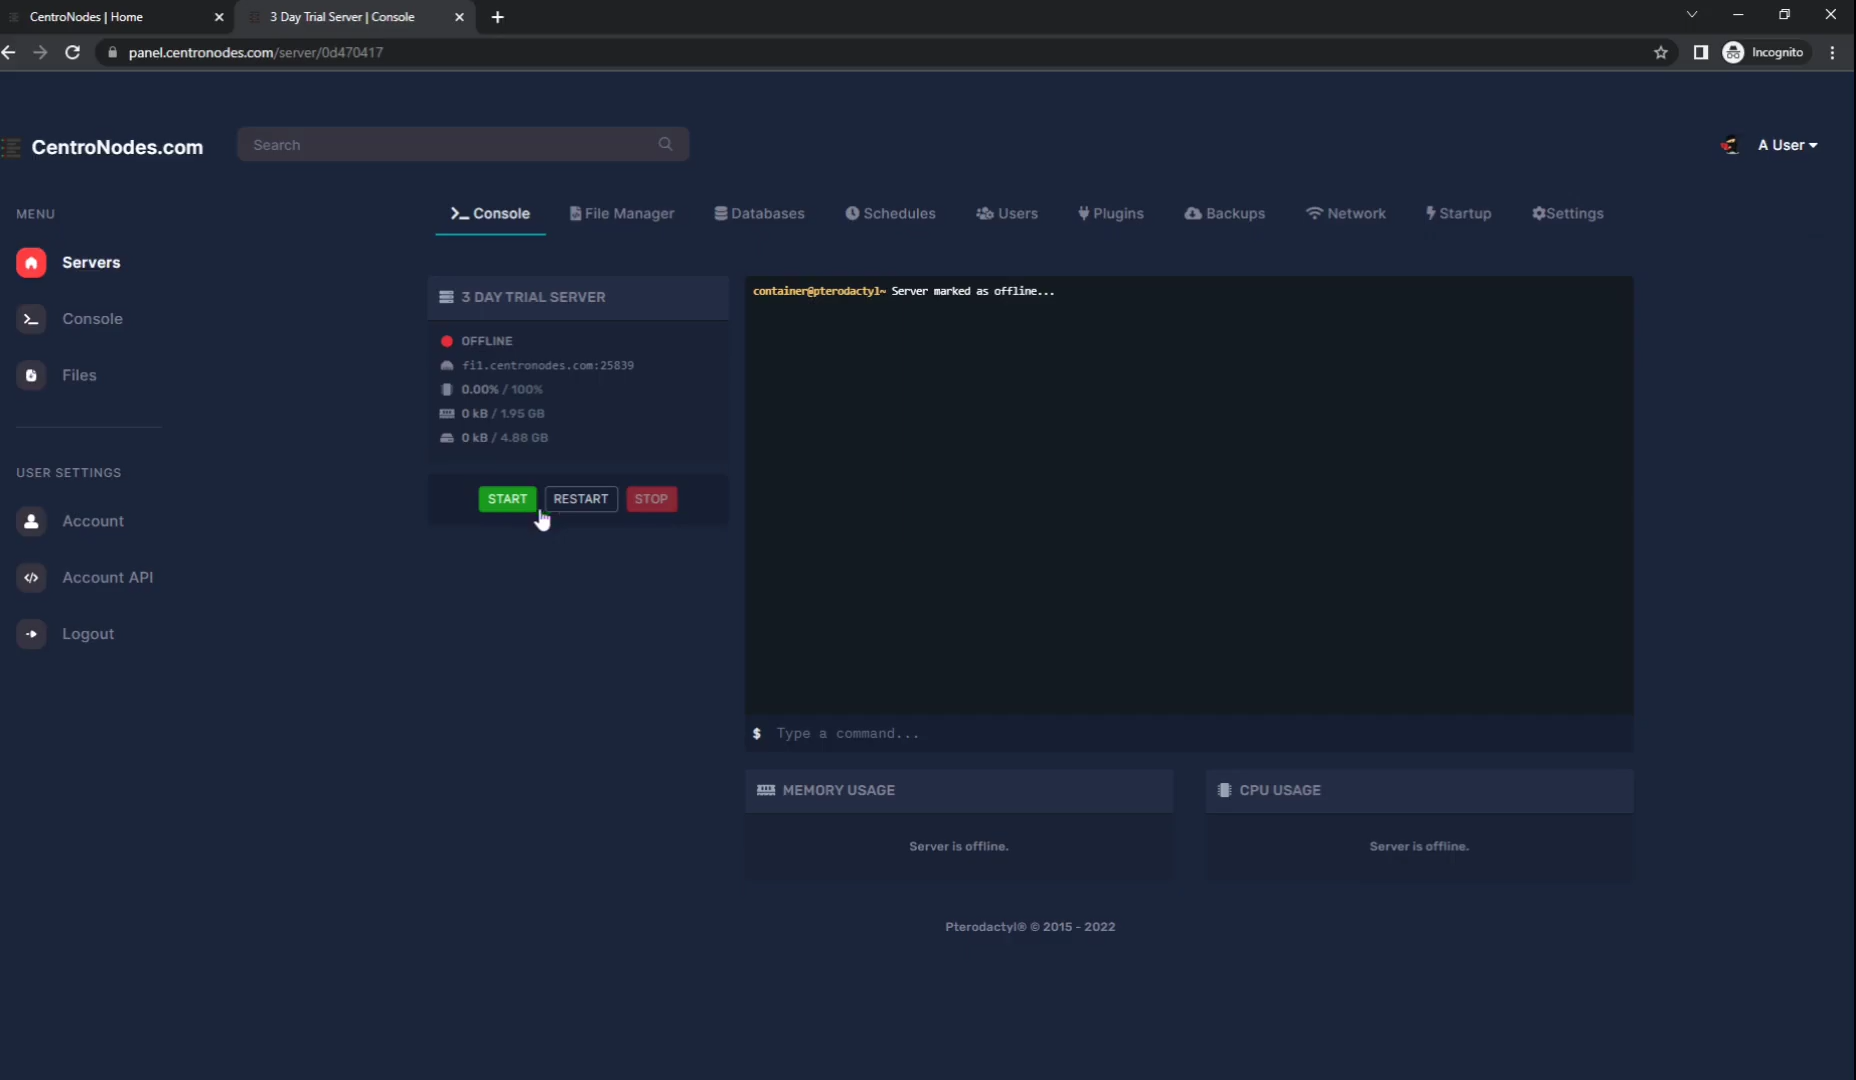 CentroNodes | Home
3 Day Trial Server | Console
panel.centronodes.com/server/0d470417
Incognito
CentroNodes.com
Search
A User
MENU
Servers
Console
Files
USER SETTINGS
Account
Account API
Logout
Console
File Manager
Databases
Schedules
Users
Plugins
Backups
Network
Startup
Settings
3 DAY TRIAL SERVER
OFFLINE
fi1.centronodes.com:25839
0.00% / 100%
0 kB / 1.95 GB
0 kB / 4.88 GB
START
RESTART
STOP
container@pterodactyl~ Server marked as offline...
$ Type a command...
MEMORY USAGE
Server is offline.
CPU USAGE
Server is offline.
Pterodactyl® © 2015 - 2022